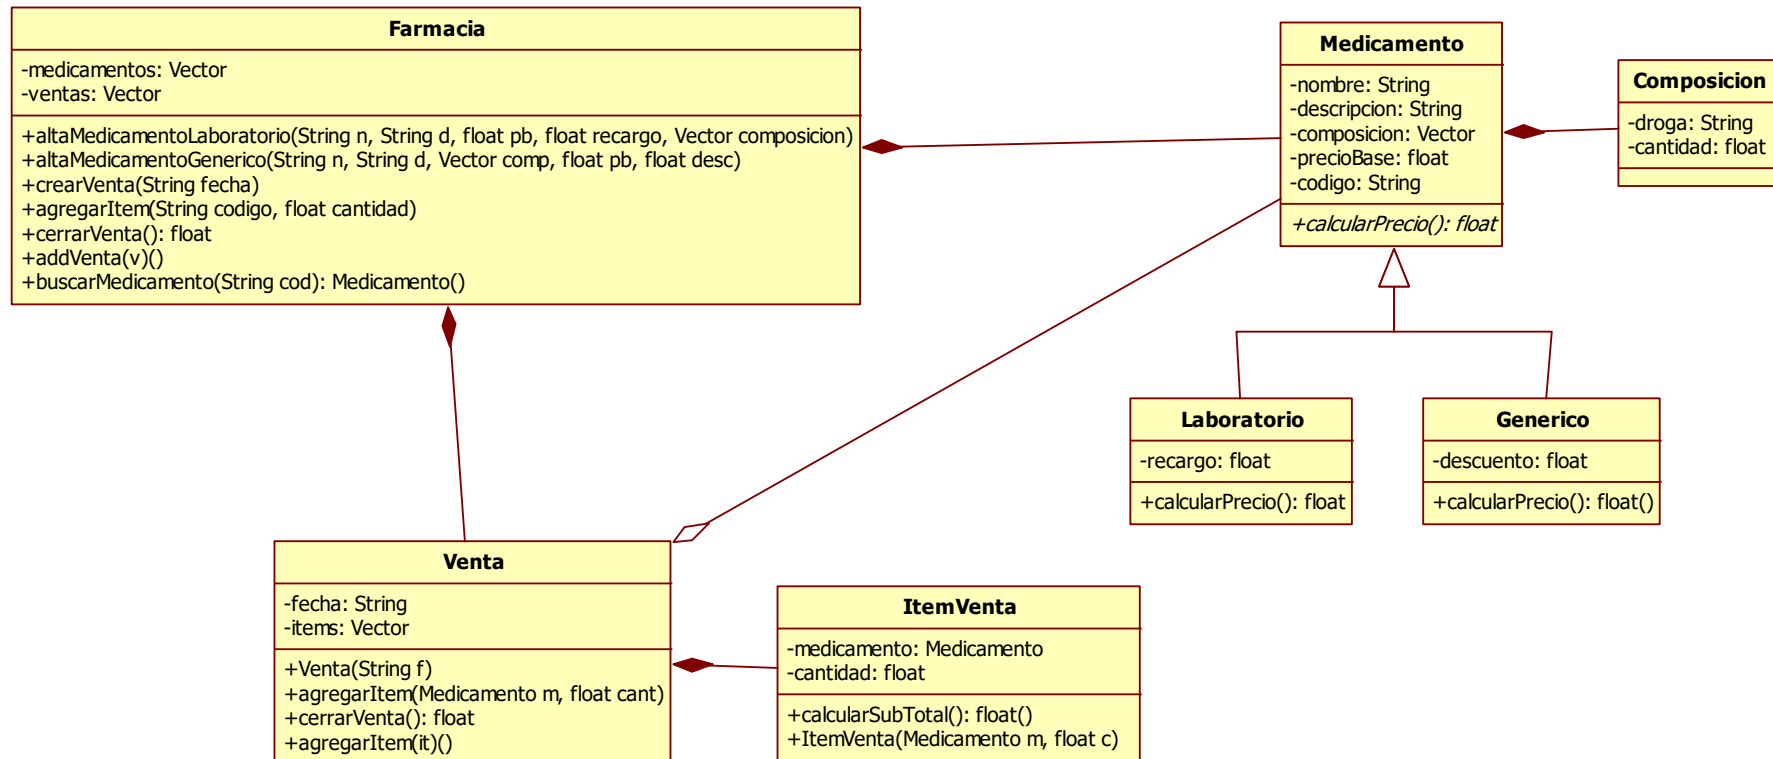 Farmacia
-medicamentos: Vector
-ventas: Vector
+altaMedicamentoLaboratorio(String n, String d, float pb, float recargo, Vector composicion)
+altaMedicamentoGenerico(String n, String d, Vector comp, float pb, float desc)
+crearVenta(String fecha)
+agregarItem(String codigo, float cantidad)
+cerrarVenta(): float
+addVenta(v)()
+buscarMedicamento(String cod): Medicamento()
Medicamento
-nombre: String
-descripcion: String
-composicion: Vector
-precioBase: float
-codigo: String
+calcularPrecio(): float
Composicion
-droga: String
-cantidad: float
Laboratorio
-recargo: float
+calcularPrecio(): float
Generico
-descuento: float
+calcularPrecio(): float()
Venta
-fecha: String
-items: Vector
+Venta(String f)
+agregarItem(Medicamento m, float cant)
+cerrarVenta(): float
+agregarItem(it)()
ItemVenta
-medicamento: Medicamento
-cantidad: float
+calcularSubTotal(): float()
+ItemVenta(Medicamento m, float c)